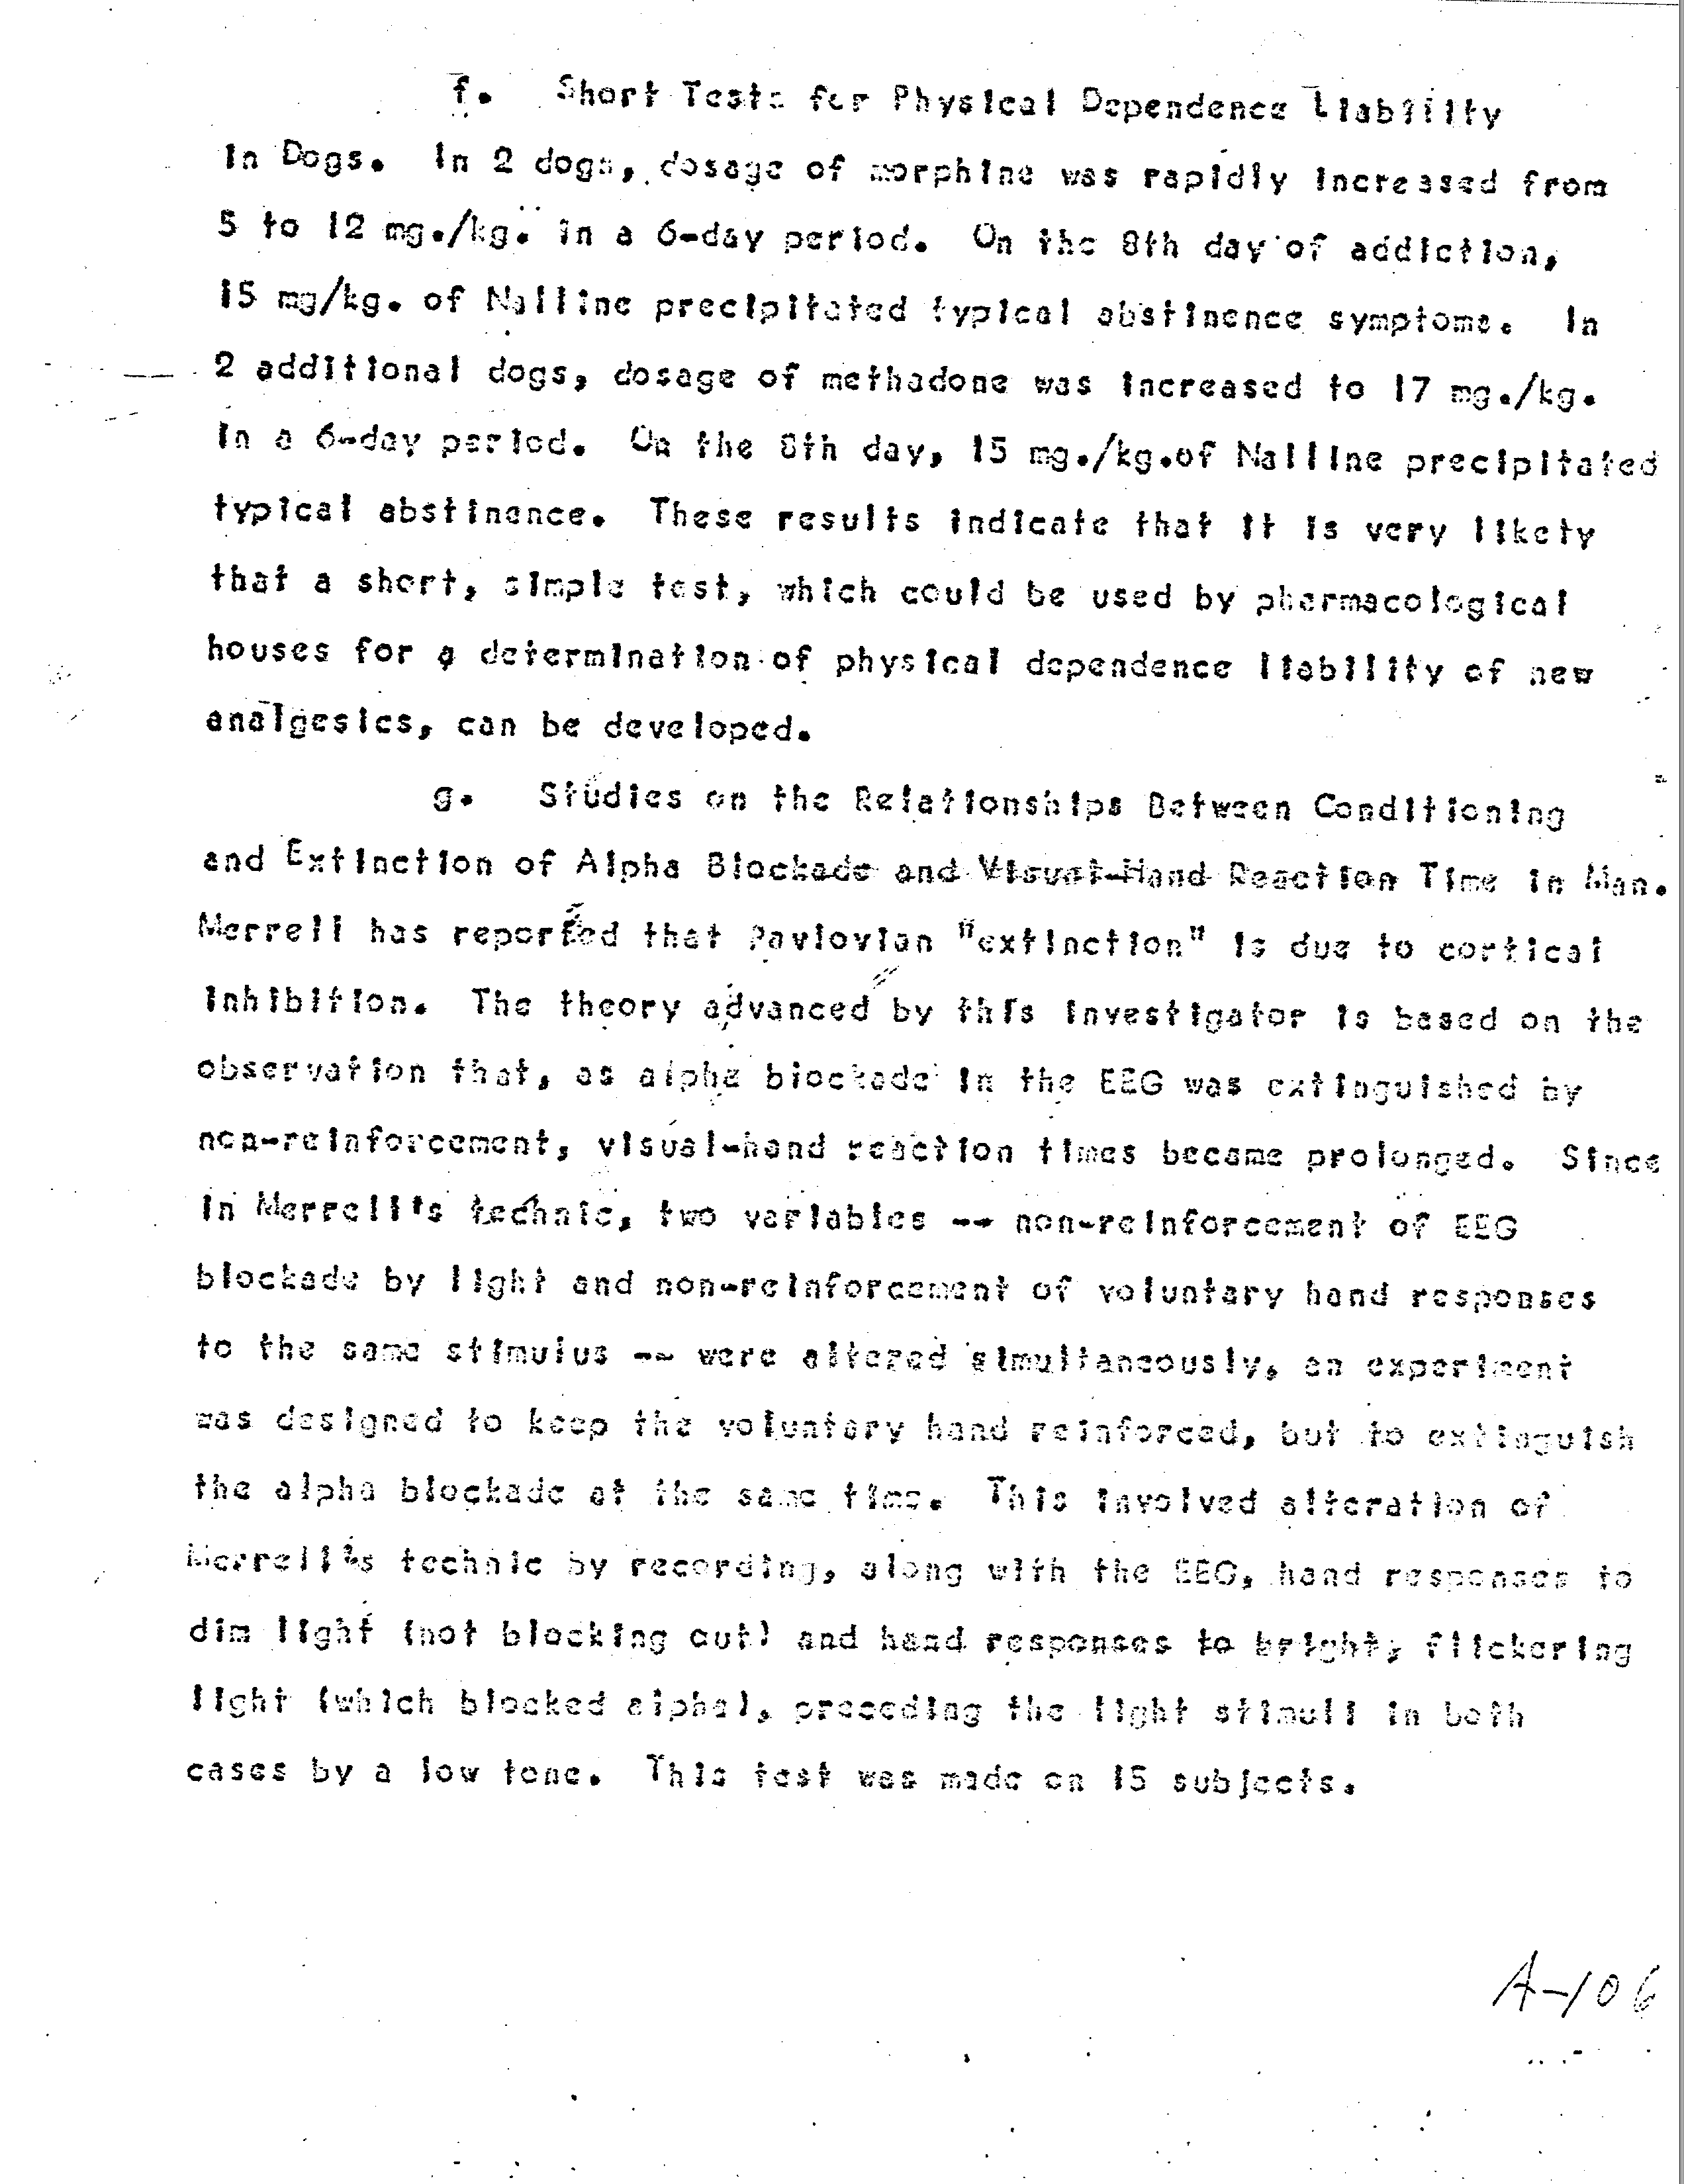 f. Short Tests for Physical Dependence Liability
in Dogs. In 2 dogs, dosage of morphine was rapidly increased from
5 to 12 mg./kg. in a 6-day period. On the 8th day of addiction,
15 mg/kg. of Nalline precipitated typical abstinence symptoms. In
2 additional dogs, dosage of methadone was increased to 17 mg./kg.
in a 6-day period. On the 8th day, 15 mg./kg.of Nalline precipitated
typical abstinence. These results indicate that it is very likely
that a short, simple test, which could be used by pharmacological
houses for a determination of physical dependence liability of new
analgesics, can be developed.
g. Studies on the Relationships Between Conditioning
and Extinction of Alpha Blockade and Visual-Hand Reaction Time in Man.
Merrell has reported that Pavlovian "extinction" is due to cortical
inhibition. The theory advanced by this investigator is based on the
observation that, as alpha blockade in the EEG was extinguished by
non-reinforcement, visual-hand reaction times became prolonged. Since
in Merrell's technic, two variables -- non-reinforcement of EEG
blockade by light and non-reinforcement of voluntary hand responses
to the same stimulus -- were altered simultaneously, an experiment
was designed to keep the voluntary hand reinforced, but to extinguish
the alpha blockade at the same time. This involved alteration of
Merrell's technic by recording, along with the EEG, hand responses to
dim light (not blocking out) and hand responses to bright, flickering
light (which blocked alpha), preceding the light stimuli in both
cases by a low tone. This test was made on 15 subjects.
A-106